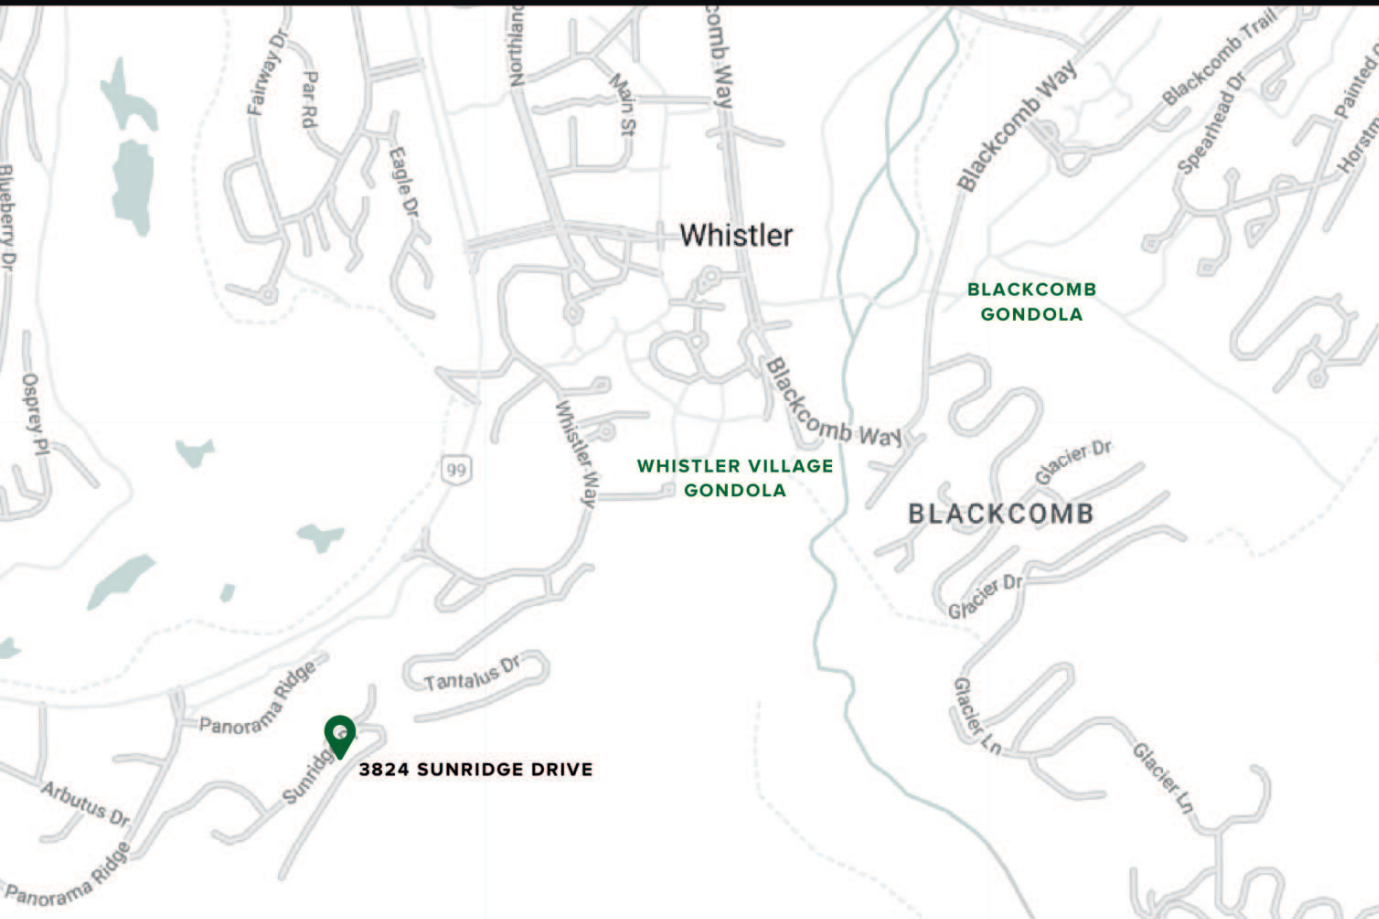 Northland
comb Way
Fairway Dr
Par Rd
Main St
Blackcomb Trail
Blackcomb Way
Spearhead Dr
Painted
Horstm
Eagle Dr
Blueberry Dr
Whistler
BLACKCOMB
GONDOLA
Osprey Pl
Whistler Way
Blackcomb Way
99
WHISTLER VILLAGE
GONDOLA
Glacier Dr
BLACKCOMB
Glacier Dr
Tantalus Dr
Panorama Ridge
Glacier Ln
Sunridge
3824 SUNRIDGE DRIVE
Glacier Ln
Arbutus Dr
Panorama Ridge